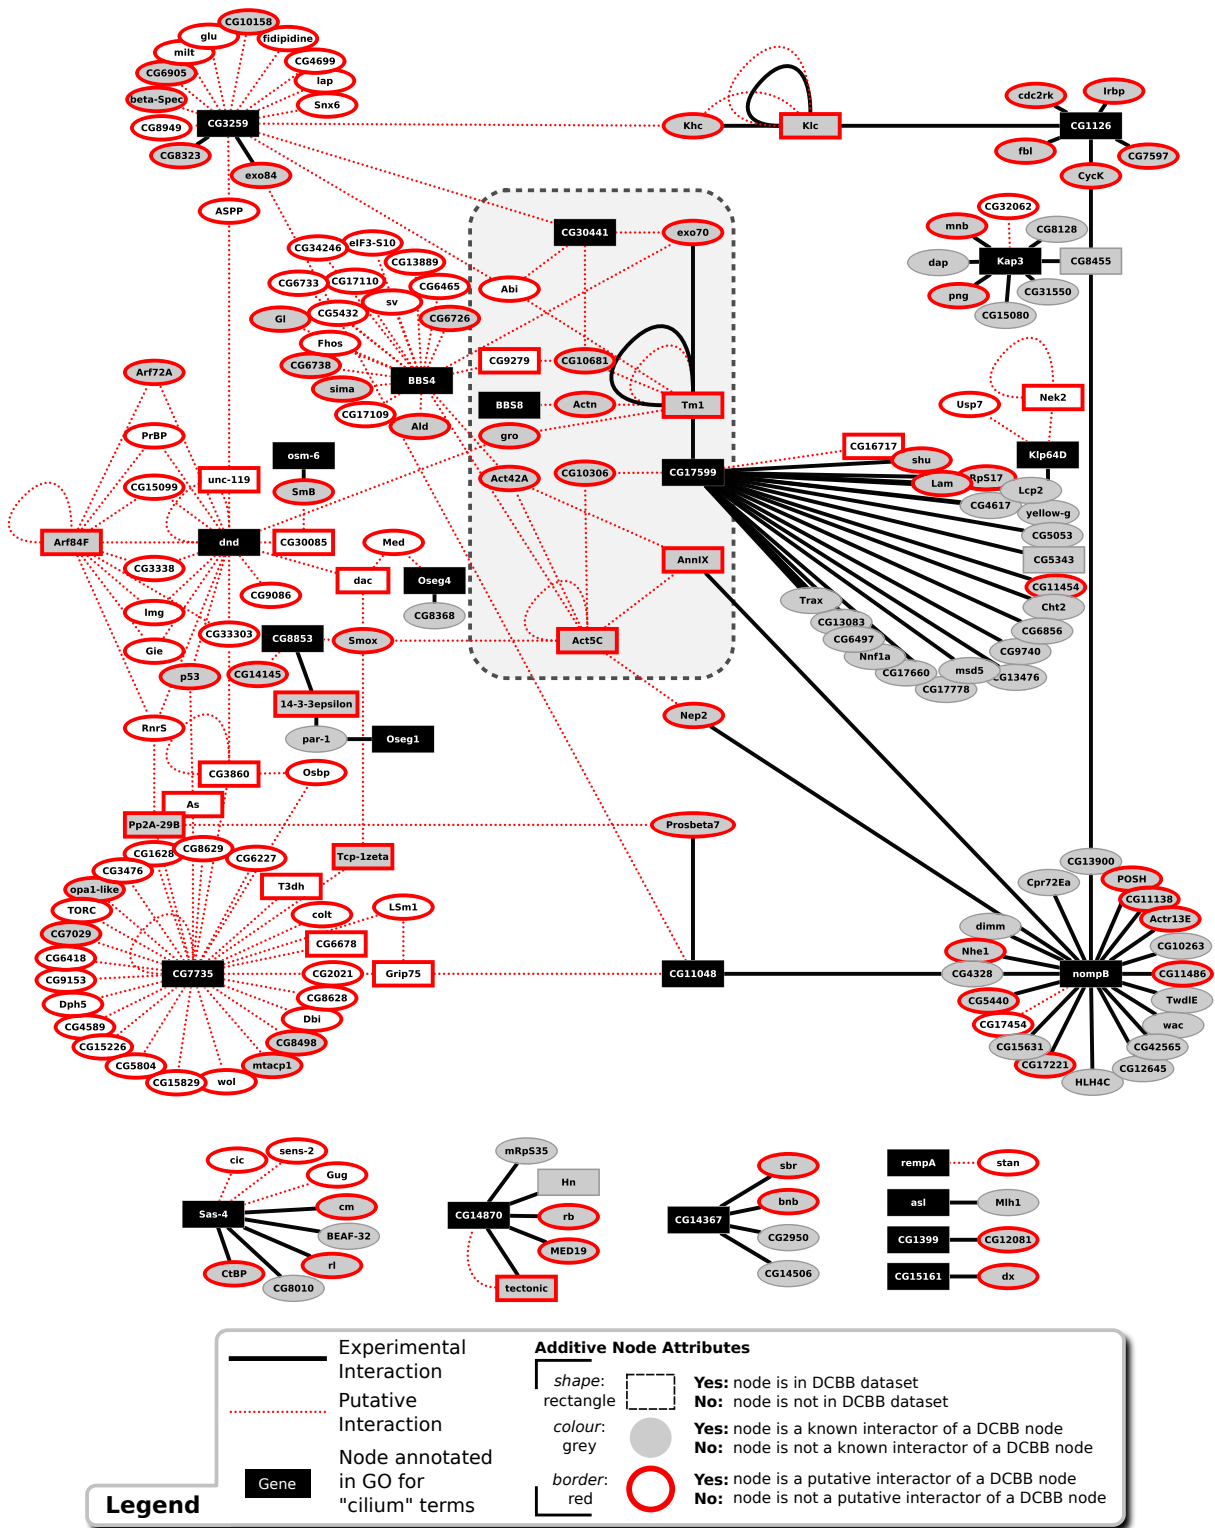 CG10158
glu
fidipidine
milt
CG4699
CG6905
lap
beta-Spec
Snx6
CG8949
CG3259
CG8323
exo84
ASPP
Khc
Klc
cdc2rk
Irbp
CG1126
fbl
CG7597
CycK
CG32062
mnb
CG8128
dap
Kap3
CG8455
png
CG31550
CG15080
CG30441
exo70
Abi
CG9279
CG10681
BBS8
Actn
Tm1
gro
Act42A
CG10306
CG17599
AnnIX
Act5C
CG34246
eIF3-S10
CG13889
CG6733
CG17110
CG6465
sv
Gl
CG5432
CG6726
Fhos
CG6738
BBS4
sima
CG17109
Ald
Usp7
Nek2
Klp64D
CG16717
shu
Lam
RpS17
Lcp2
CG4617
yellow-g
CG5053
CG5343
CG11454
Cht2
Trax
CG13083
CG6856
CG6497
CG9740
Nnf1a
msd5
CG13476
CG17660
CG17778
Arf72A
PrBP
CG15099
unc-119
osm-6
SmB
Arf84F
dnd
CG30085
CG3338
CG9086
Img
CG33303
Gie
p53
RnrS
Med
dac
Oseg4
CG8368
CG8853
Smox
CG14145
14-3-3epsilon
par-1
Oseg1
CG3860
Osbp
As
Pp2A-29B
Nep2
Prosbeta7
CG1628
CG8629
CG6227
Tcp-1zeta
CG3476
opa1-like
T3dh
TORC
colt
LSm1
CG7029
CG6678
CG6418
CG9153
CG7735
CG2021
Grip75
CG11048
Dph5
CG8628
CG4589
Dbi
CG15226
CG8498
CG5804
mtacp1
CG15829
wol
CG13900
Cpr72Ea
POSH
CG11138
dimm
Actr13E
Nhe1
CG10263
CG4328
nompB
CG11486
CG5440
TwdlE
CG17454
wac
CG15631
CG42565
CG17221
CG12645
HLH4C
cic
sens-2
Gug
Sas-4
cm
BEAF-32
rl
CtBP
CG8010
mRpS35
Hn
CG14870
rb
MED19
tectonic
sbr
bnb
CG14367
CG2950
CG14506
rempA
stan
asl
Mlh1
CG1399
CG12081
CG15161
dx
Legend
Experimental
Interaction
Putative
Interaction
Gene
Node annotated
in GO for
"cilium" terms
Additive Node Attributes
shape:
rectangle
Yes: node is in DCBB dataset
No: node is not in DCBB dataset
colour:
grey
Yes: node is a known interactor of a DCBB node
No: node is not a known interactor of a DCBB node
border:
red
Yes: node is a putative interactor of a DCBB node
No: node is not a putative interactor of a DCBB node